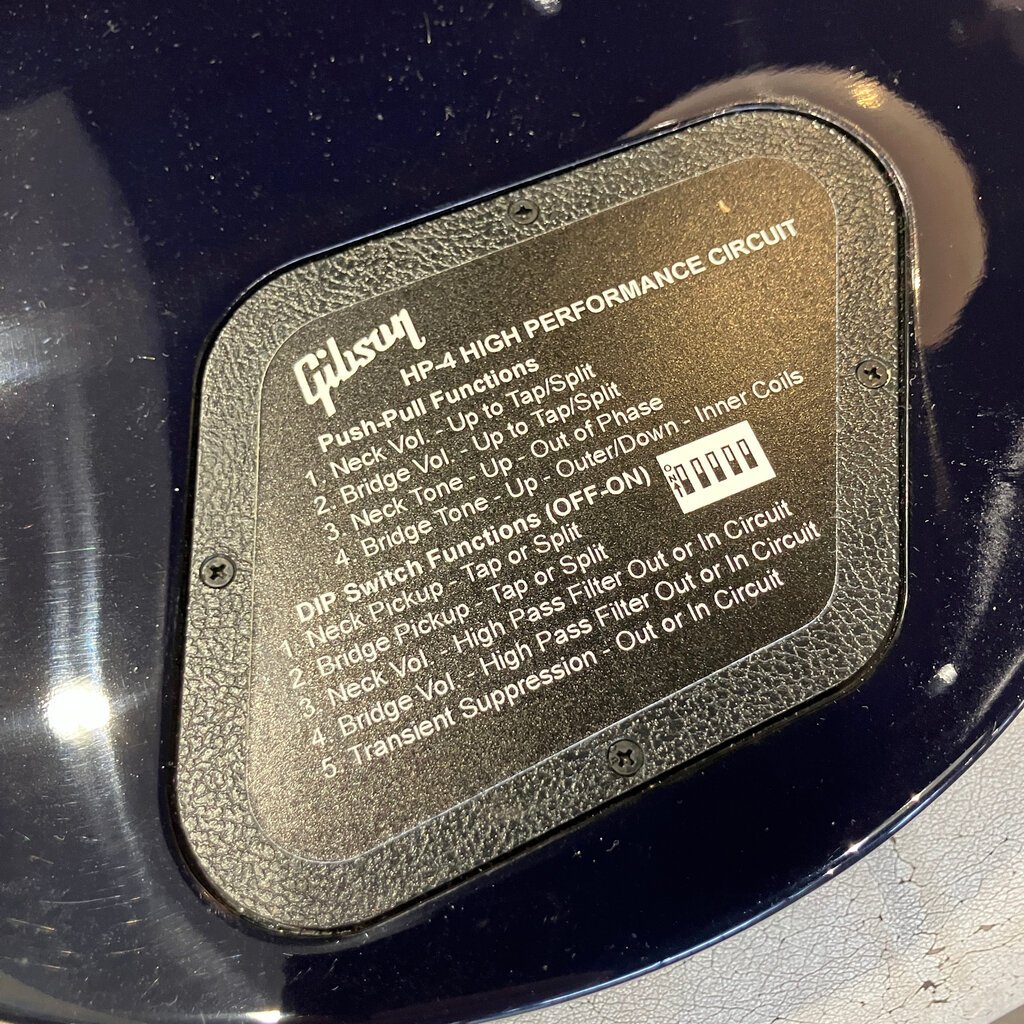 Gibson
HP-4 HIGH PERFORMANCE CIRCUIT
Push-Pull Functions
1. Neck Vol. - Up to Tap/Split
2. Bridge Vol - Up to Tap/Split
3. Neck Tone - Up - Out of Phase
4. Bridge Tone - Up - Outer/Down - Inner Coils
DIP Switch Functions (OFF-ON)
1. Neck Pickup - Tap or Split
2. Bridge Pickup - Tap or Split
3. Neck Vol. - High Pass Filter Out or In Circuit
4. Bridge Vol. - High Pass Filter Out or In Circuit
5. Transient Suppression - Out or In Circuit